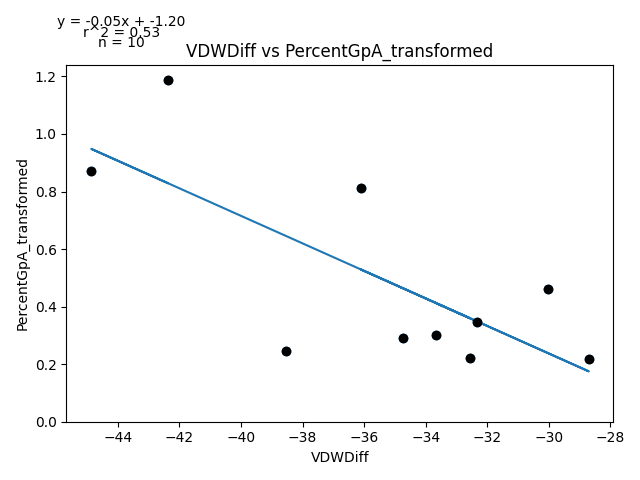 y = -0.05x + -1.20
r^2 = 0.53
n = 10
VDWDiff vs PercentGpA_transformed
1.2
1.0
0.8
0.6
0.4
0.2
0.0
PercentGpA_transformed
−44 −42 −40 −38 −36 −34 −32 −30 −28
VDWDiff